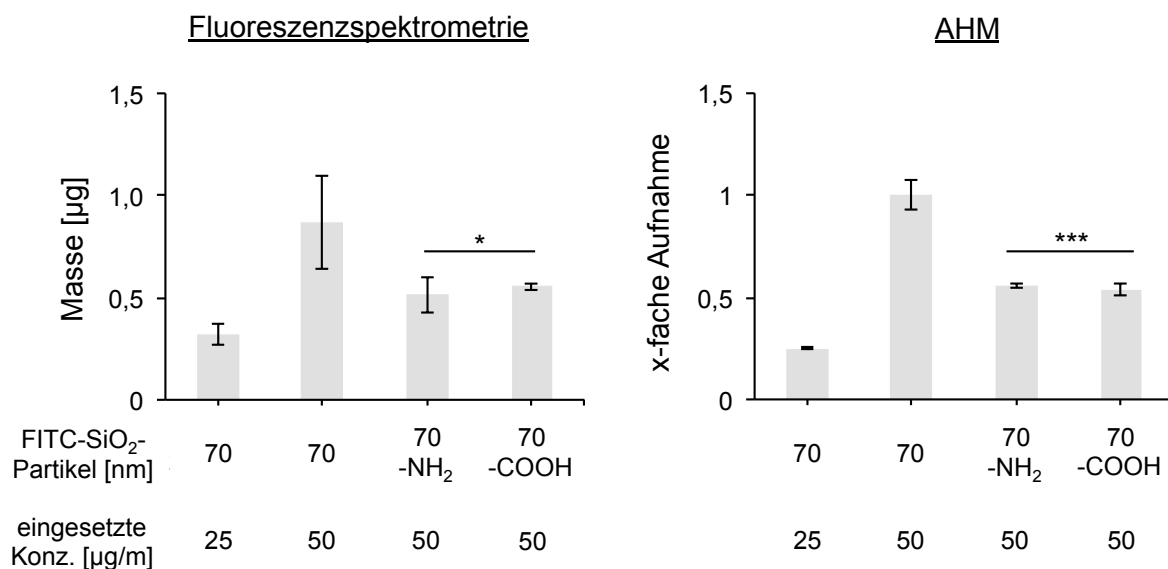 Fluoreszenzspektrometrie
AHM
1,5
1,0
0,5
0
Masse [µg]
*
1,5
1
0,5
0
x-fache Aufnahme
***
FITC-SiO₂-
Partikel [nm]
70 70 70 70
-NH₂ -COOH
70 70 70 70
-NH₂ -COOH
eingesetzte
Konz. [µg/m]
25 50 50 50
25 50 50 50